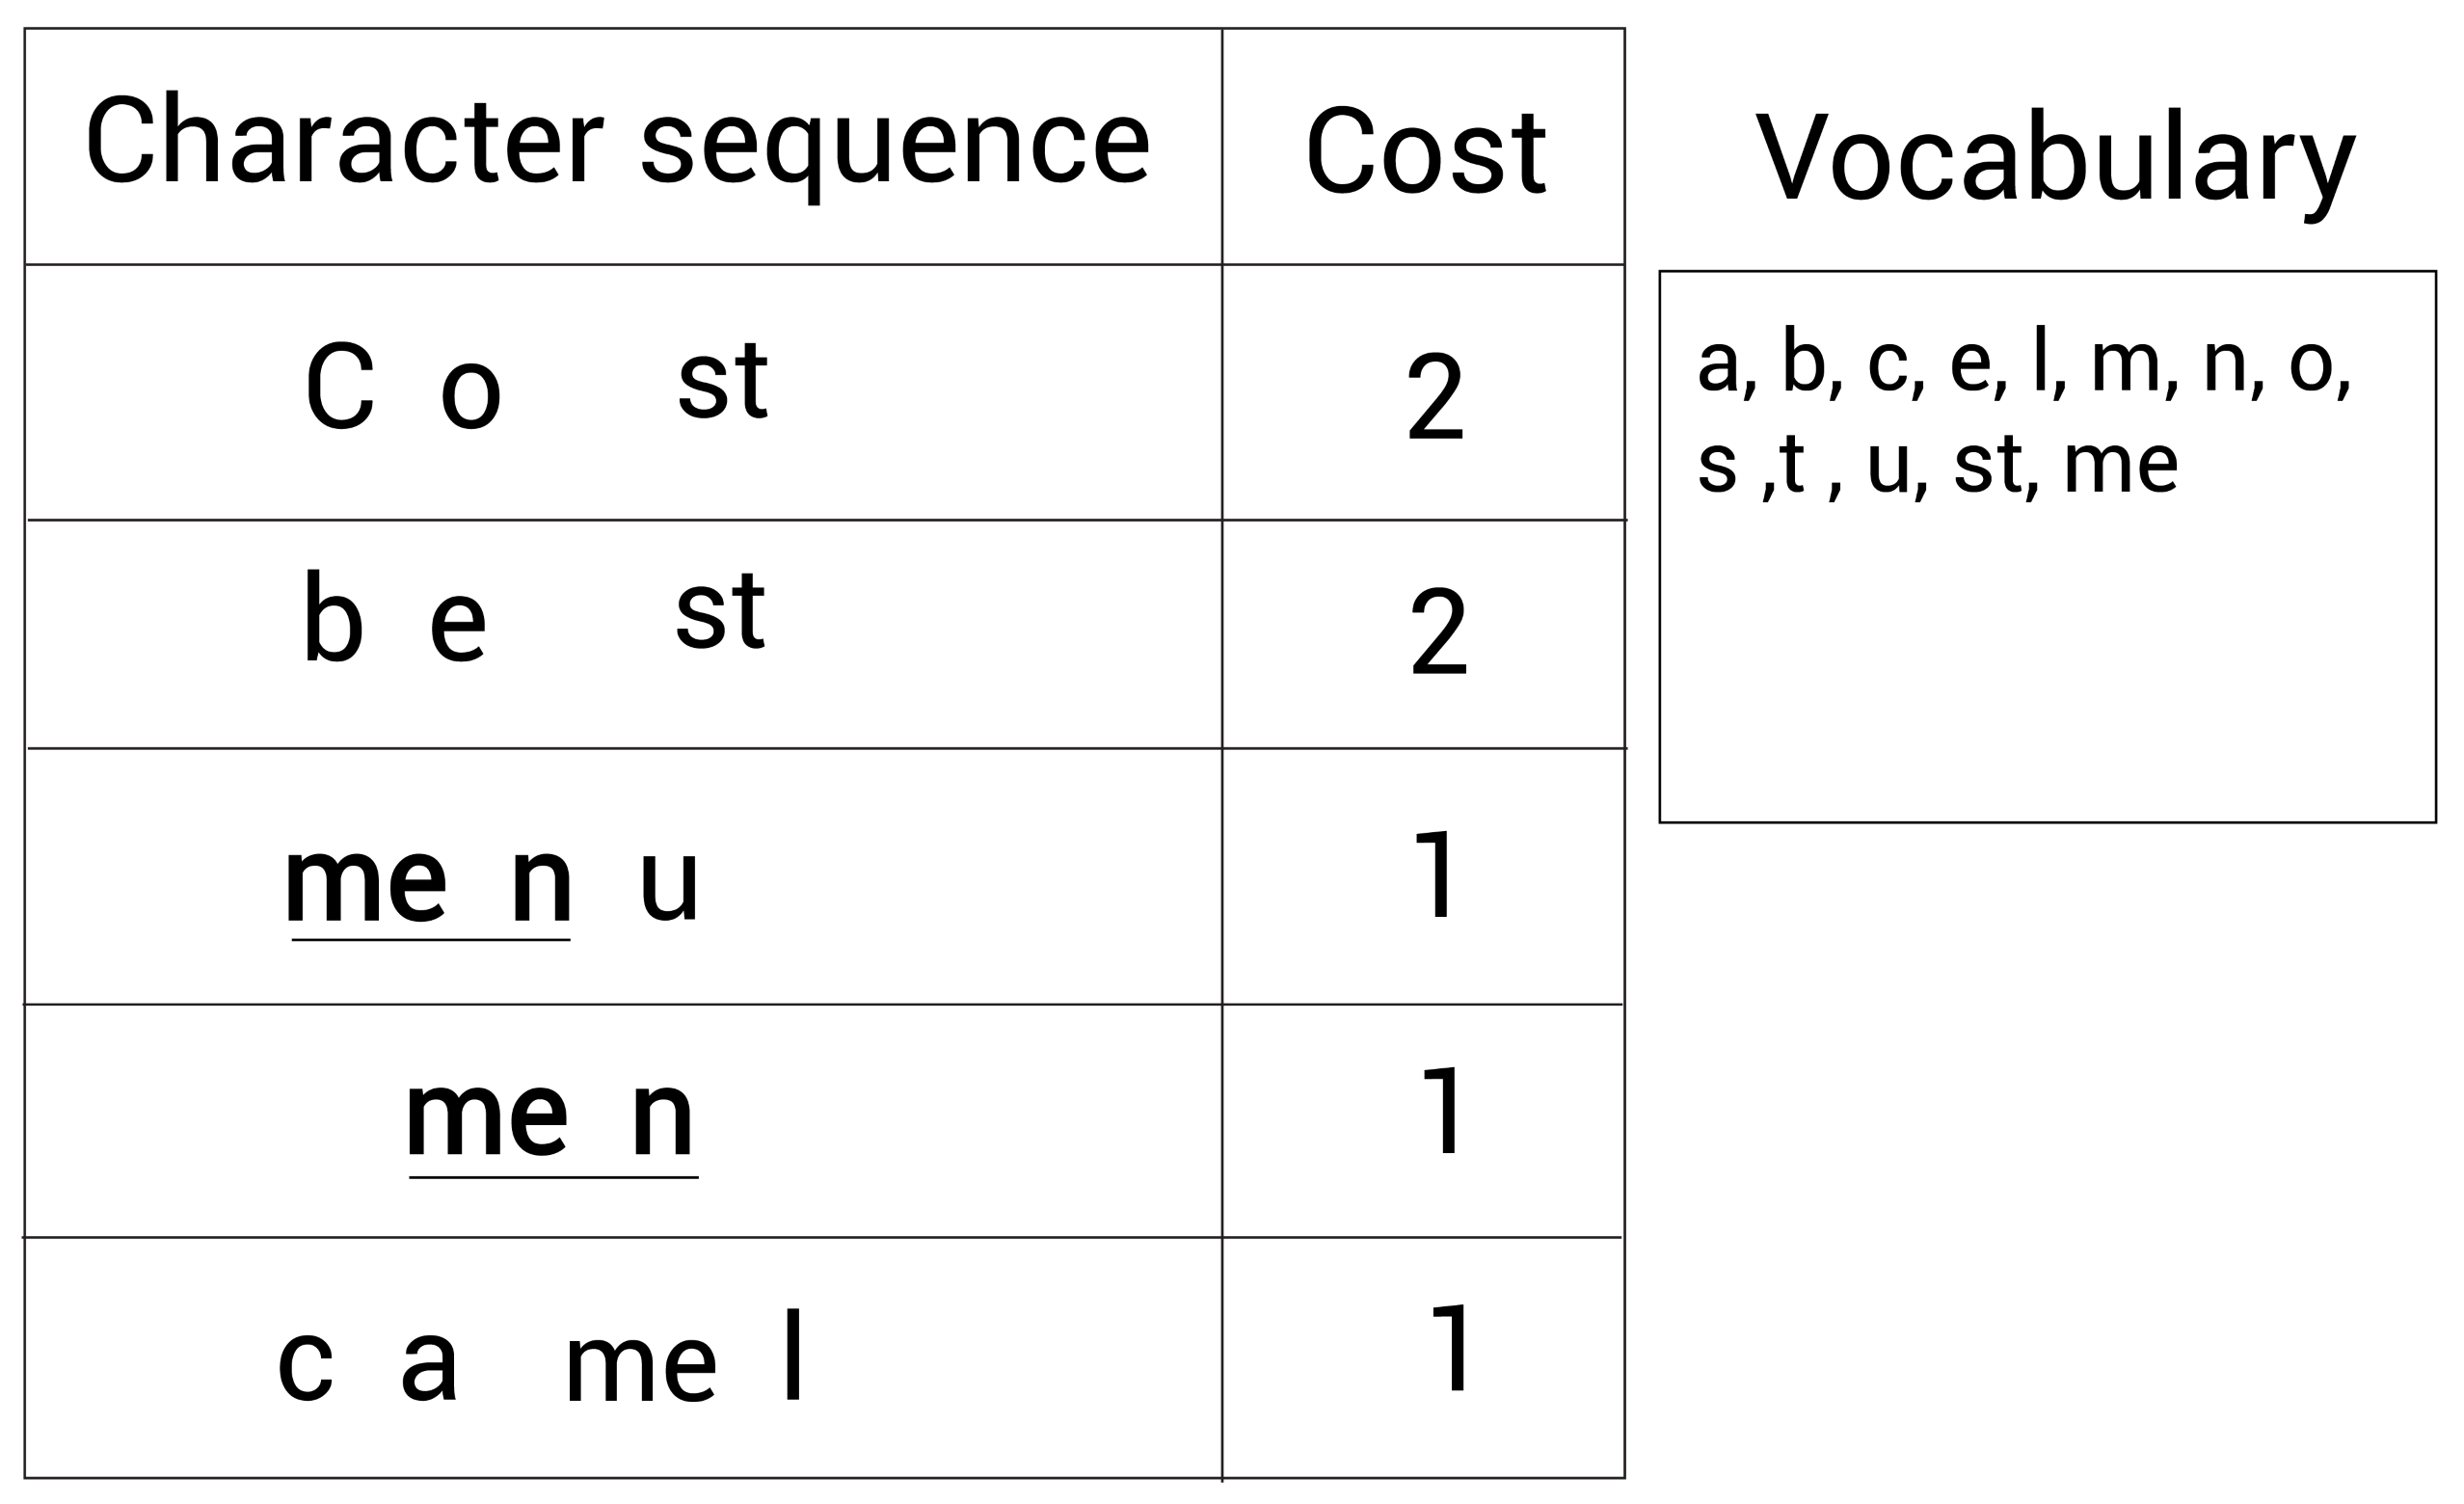 Character sequence Cost
C o st 2
b e st 2
me n u 1
me n 1
c a me l 1
Vocabulary
a, b, c, e, l, m, n, o,
s ,t , u, st, me